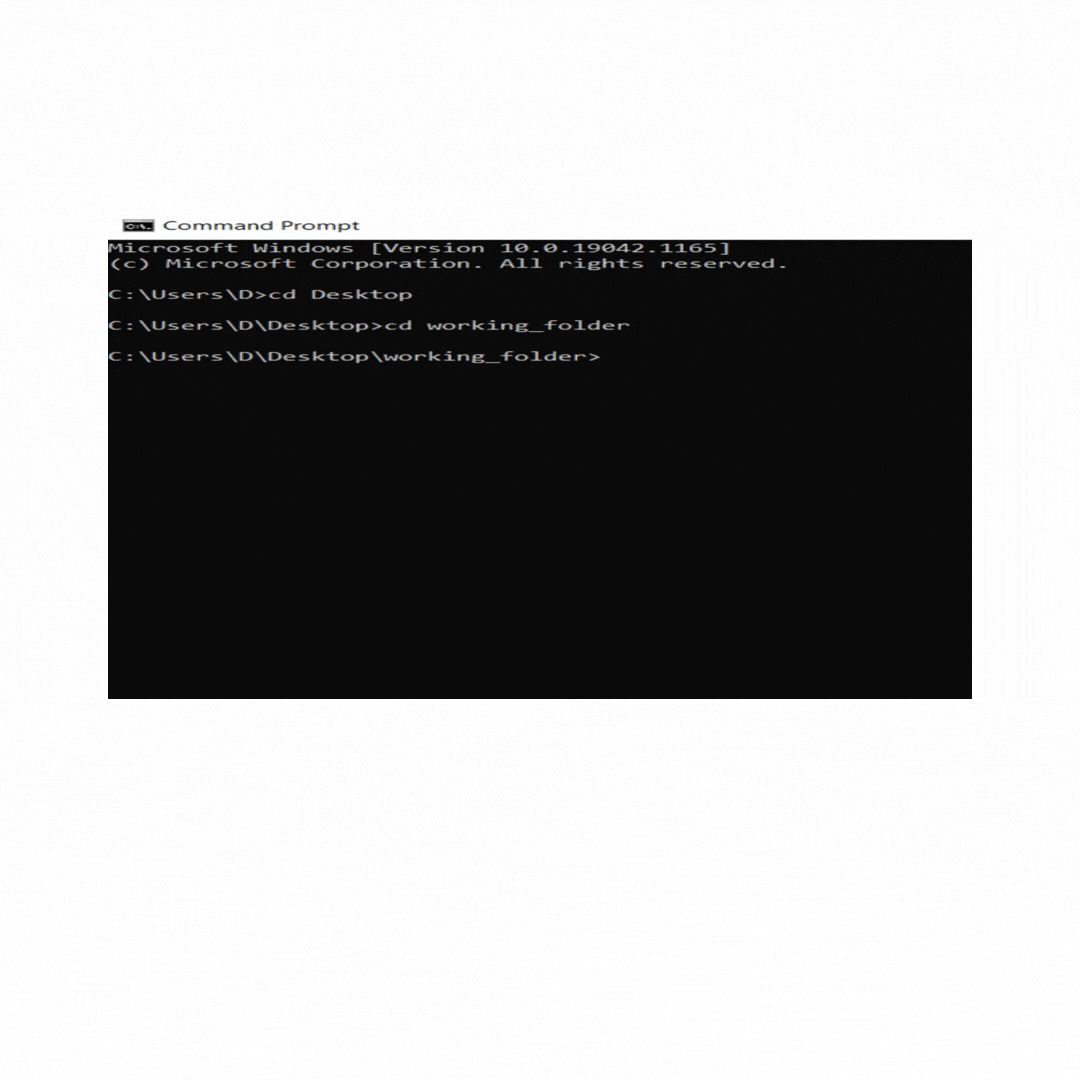 Command Prompt
Microsoft Windows [Version 10.0.19042.1165]
(c) Microsoft Corporation. All rights reserved.
C:\Users\D>cd Desktop
C:\Users\D\Desktop>cd working_folder
C:\Users\D\Desktop\working_folder>